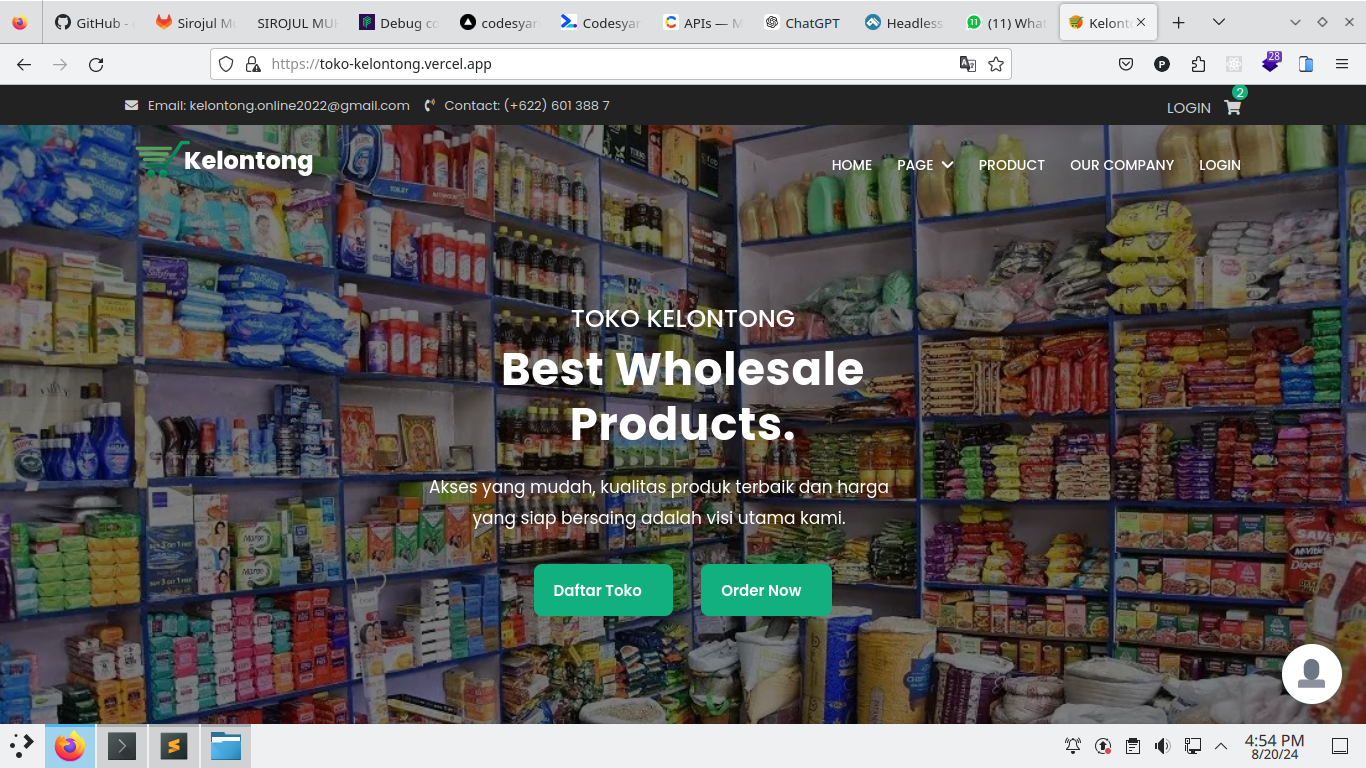 GitHub -
Sirojul Mu
SIROJUL MUH
Debug co
codesyar
Codesyar
APIs — M
ChatGPT
Headless
(11) What
Kelonto
https://toko-kelontong.vercel.app
28
Email: kelontong.online2022@gmail.com
Contact: (+622) 601 388 7
LOGIN
2
Kelontong
HOME
PAGE
PRODUCT
OUR COMPANY
LOGIN
TOKO KELONTONG
Best Wholesale
Products.
Akses yang mudah, kualitas produk terbaik dan harga
yang siap bersaing adalah visi utama kami.
Daftar Toko
Order Now
4:54 PM
8/20/24